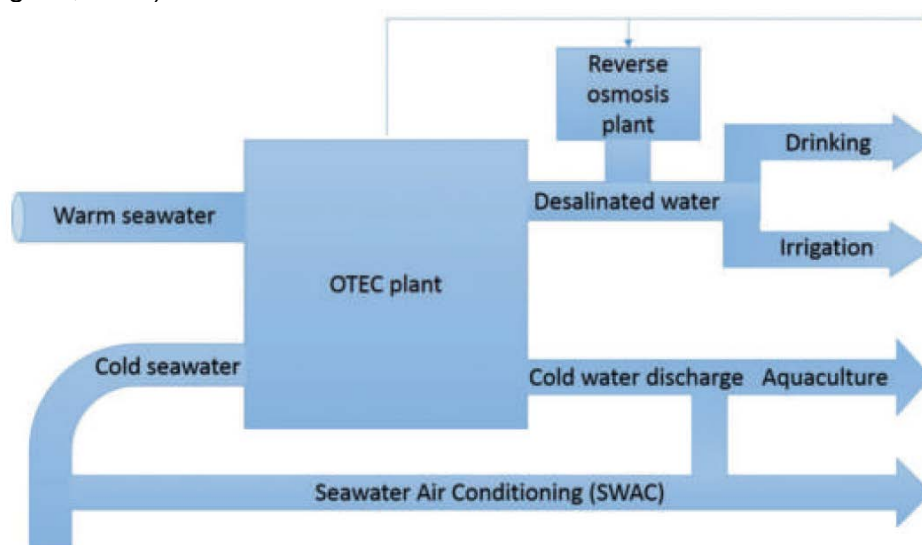 Reverse
osmosis
plant
Drinking
Warm seawater
Desalinated water
Irrigation
OTEC plant
Cold seawater
Cold water discharge
Aquaculture
Seawater Air Conditioning (SWAC)